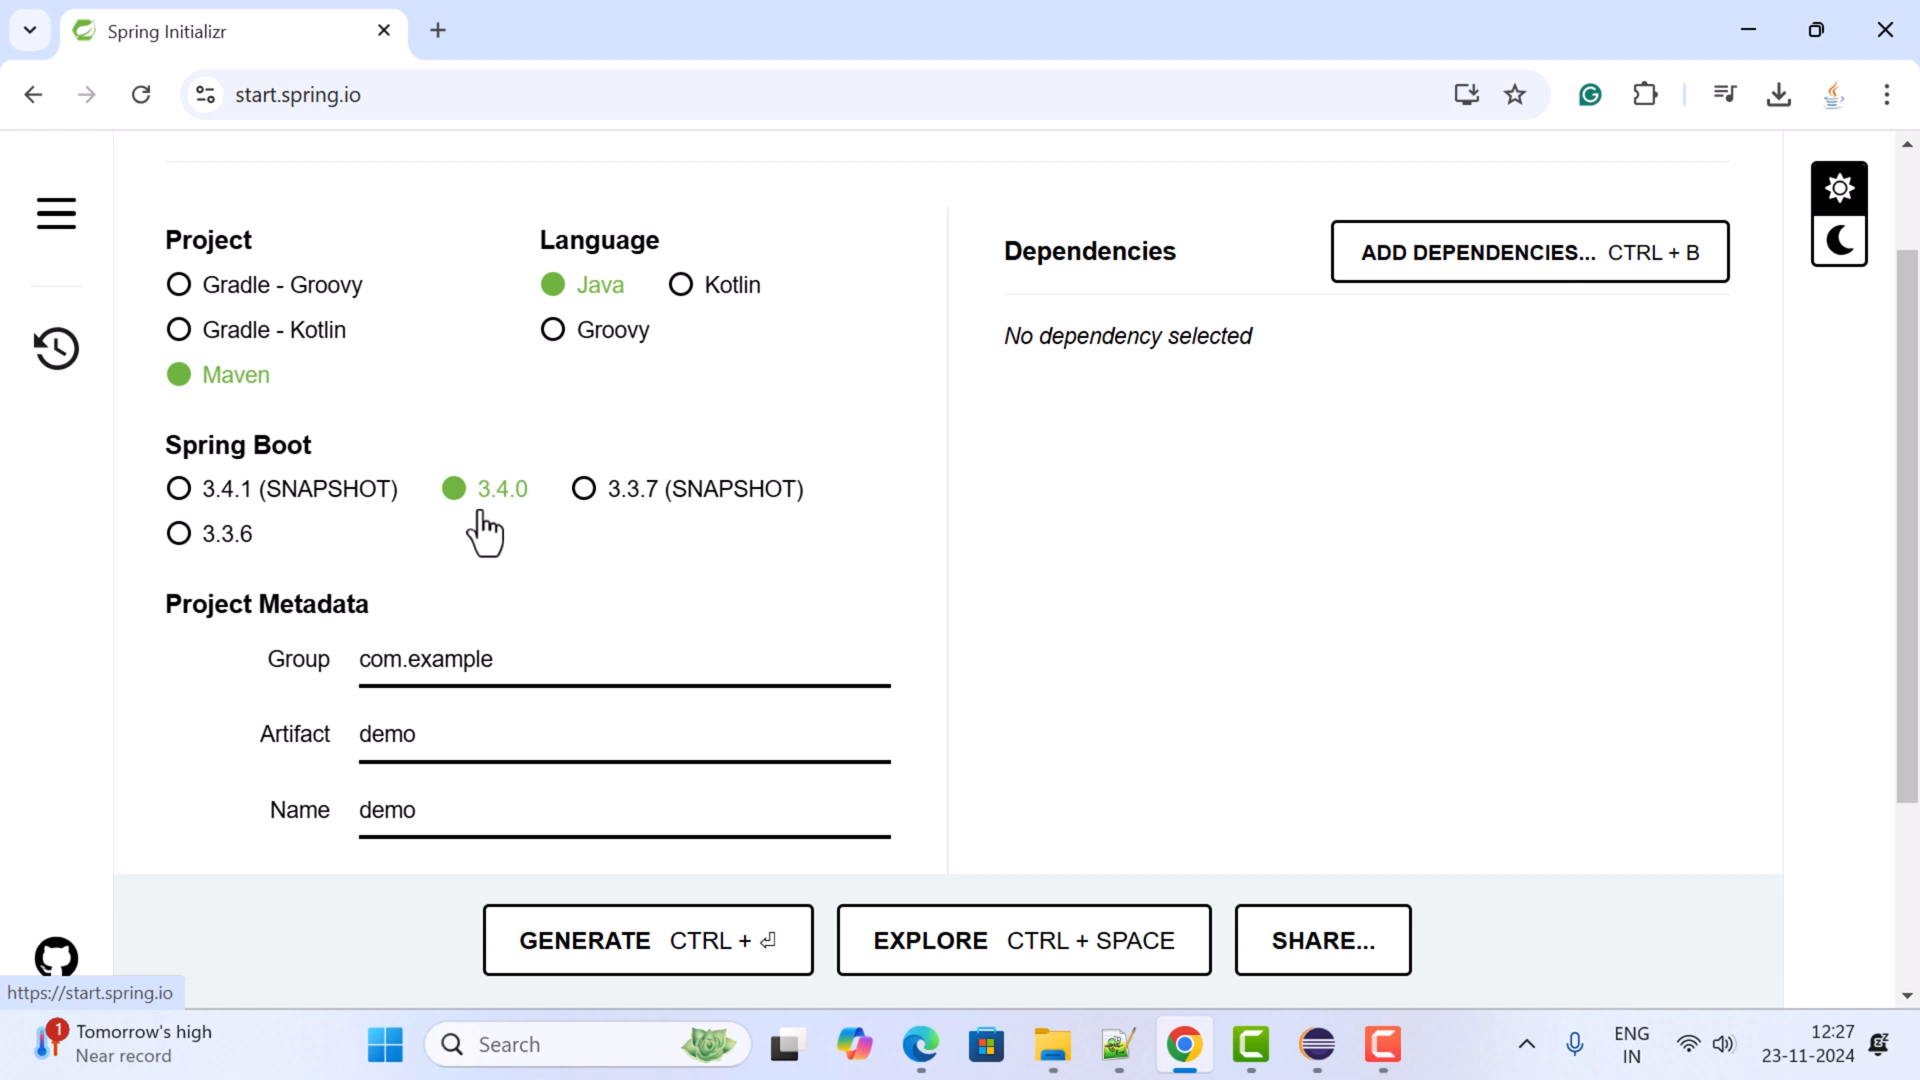 Spring Initializr
start.spring.io
Project
Language
Gradle - Groovy
Java
Kotlin
Gradle - Kotlin
Groovy
Maven
Spring Boot
3.4.1 (SNAPSHOT)
3.4.0
3.3.7 (SNAPSHOT)
3.3.6
Project Metadata
Group com.example
Artifact demo
Name demo
Dependencies
ADD DEPENDENCIES... CTRL + B
No dependency selected
GENERATE CTRL + ⏎
EXPLORE CTRL + SPACE
SHARE...
https://start.spring.io
1
Tomorrow's high
Near record
Search
ENG
IN
12:27
23-11-2024